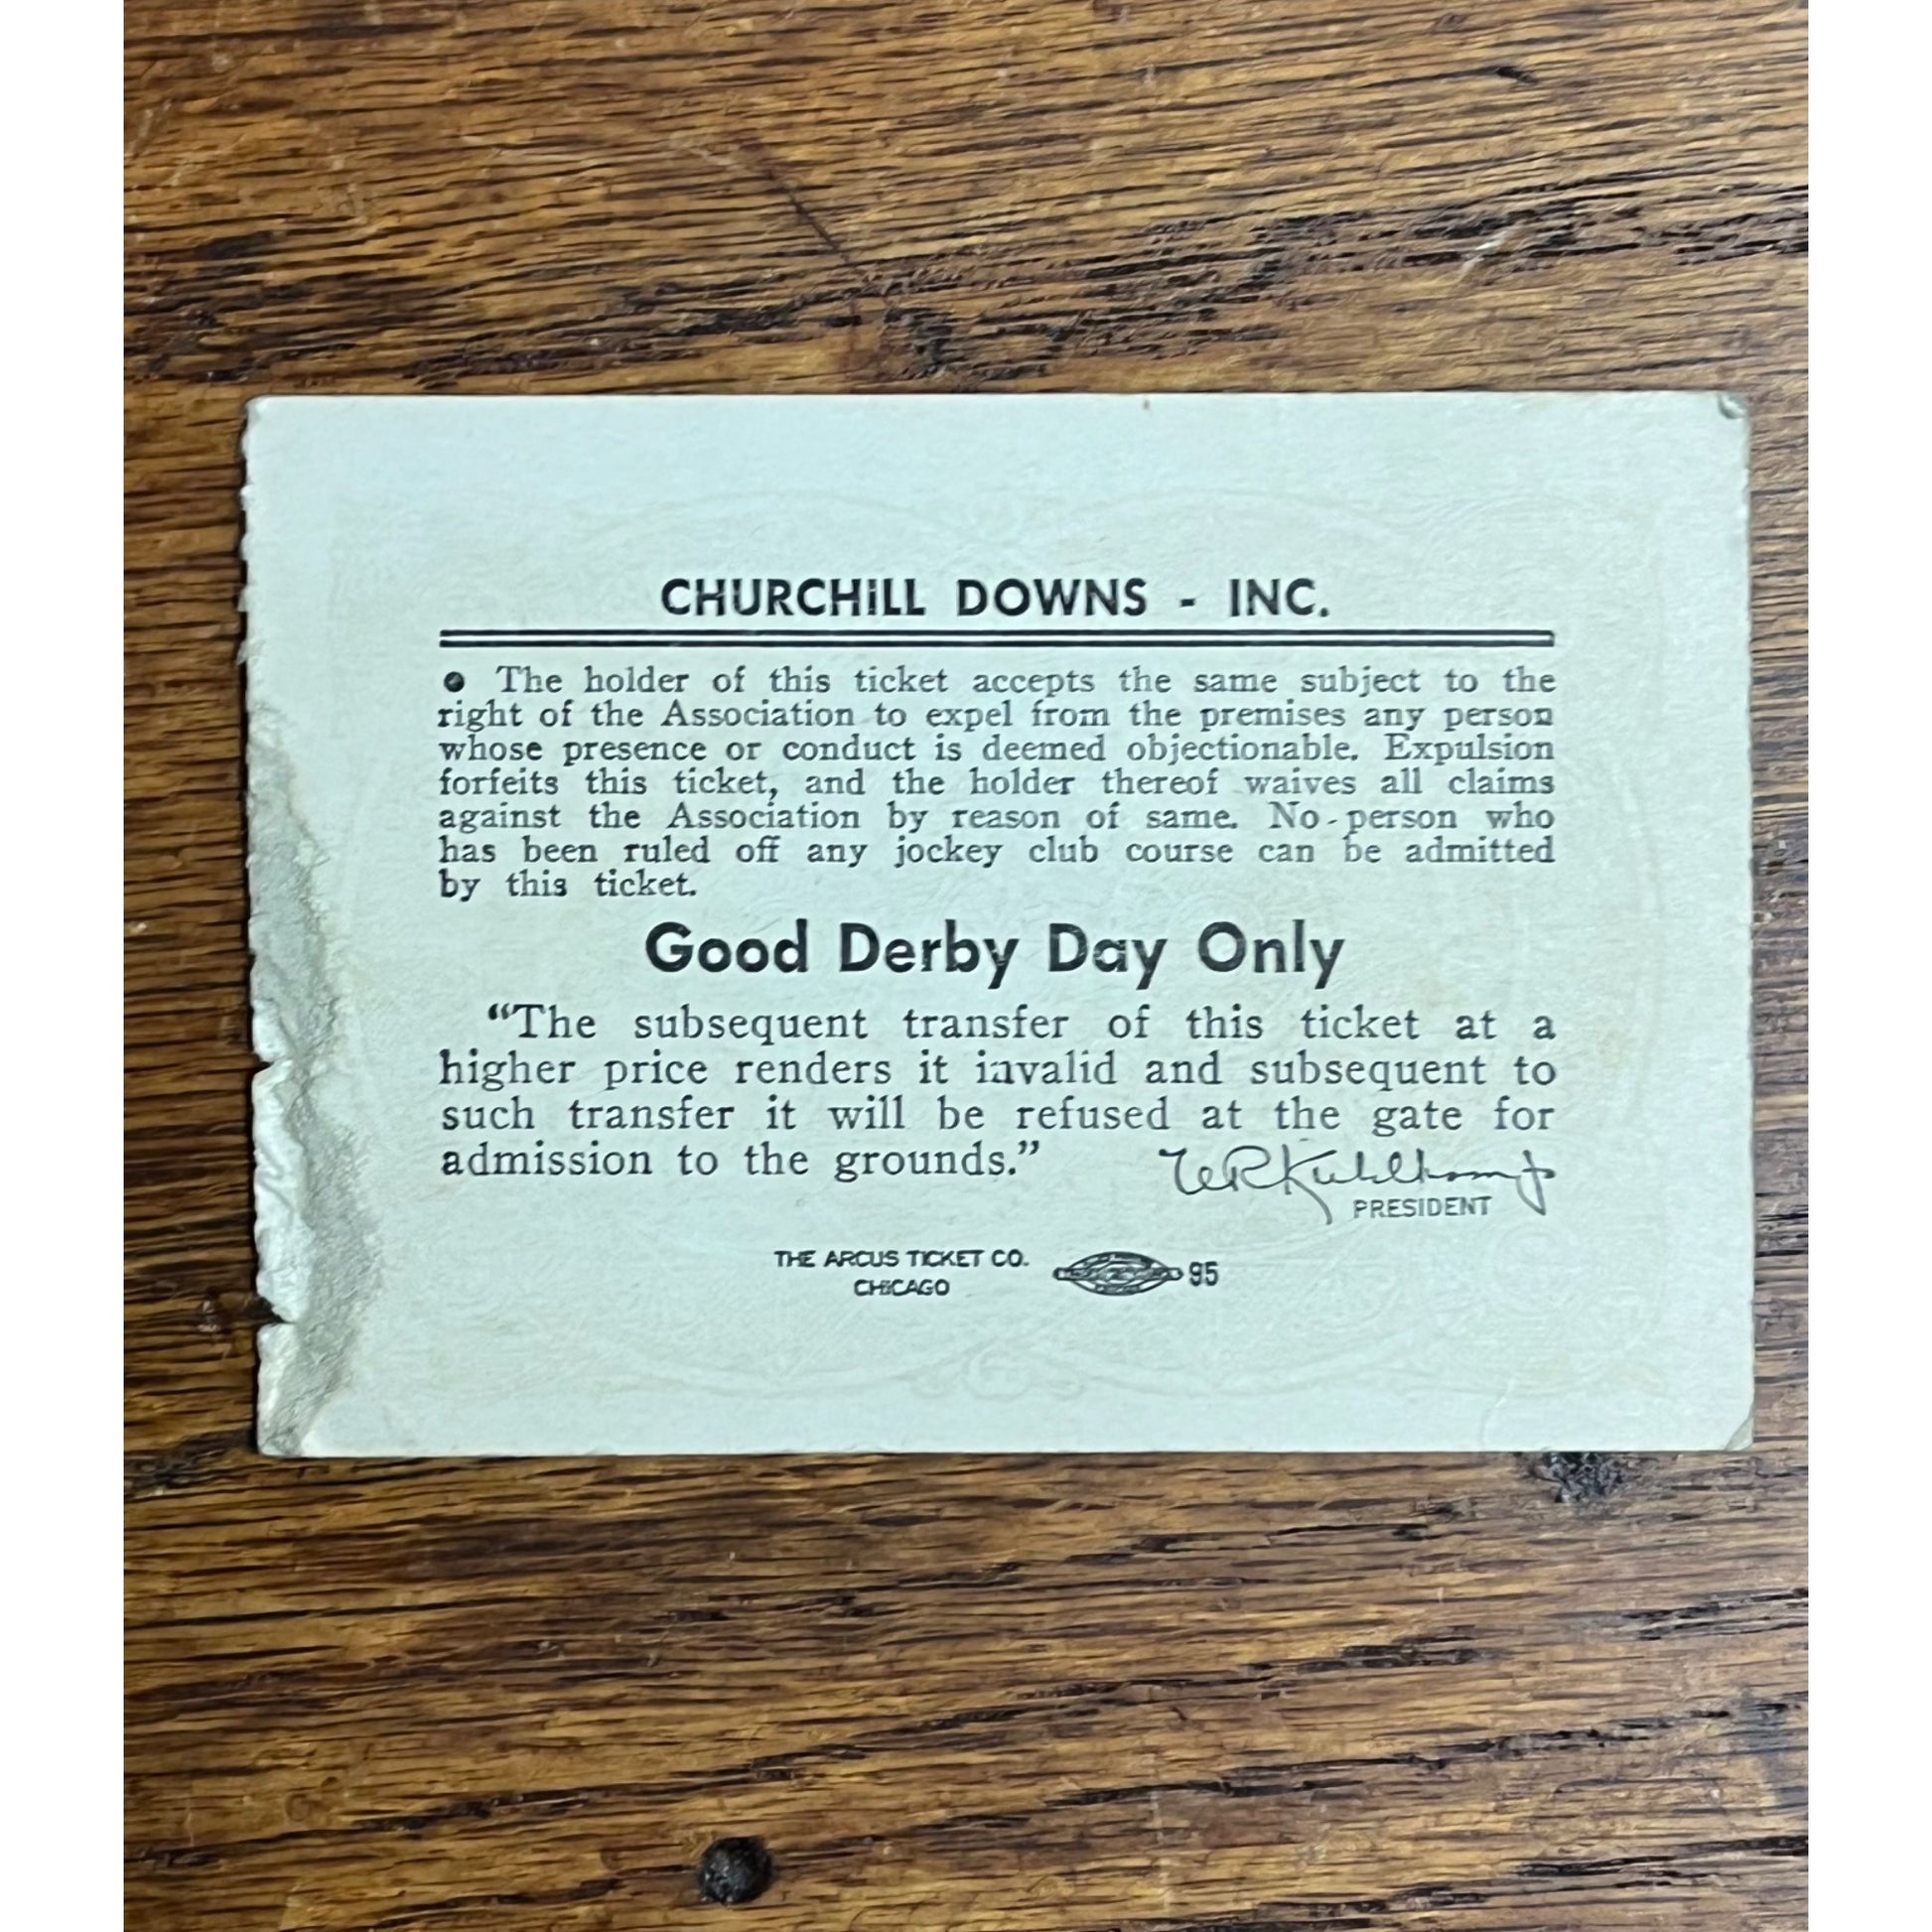 CHURCHiLL DOWNS - INC.
• The holder of this ticket accepts the same subject to the
right of the Association to expel from the premises any person
whose presence or conduct is deemed objectionable. Expulsion
forfeits this ticket, and the holder thereof waives all claims
against the Association by reason of same. No-person who
has been ruled off any jockey club course can be admitted
by this ticket.
Good Derby Day Only
“The subsequent transfer of this ticket at a
higher price renders it invalid and subsequent to
such transfer it will be refused at the gate for
admission to the grounds.”
PRESIDENT
THE ARCUS TICKET CO.
CHICAGO
95